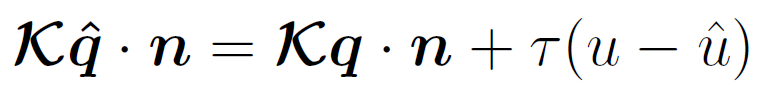 𝓚𝒒̂ · 𝒏 = 𝓚𝒒 · 𝒏 + τ(u − û)